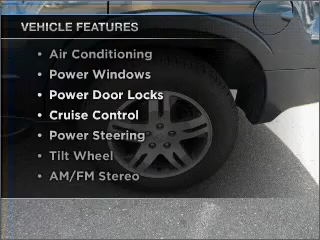 VEHICLE FEATURES
• Air Conditioning
• Power Windows
• Power Door Locks
• Cruise Control
• Power Steering
• Tilt Wheel
• AM/FM Stereo